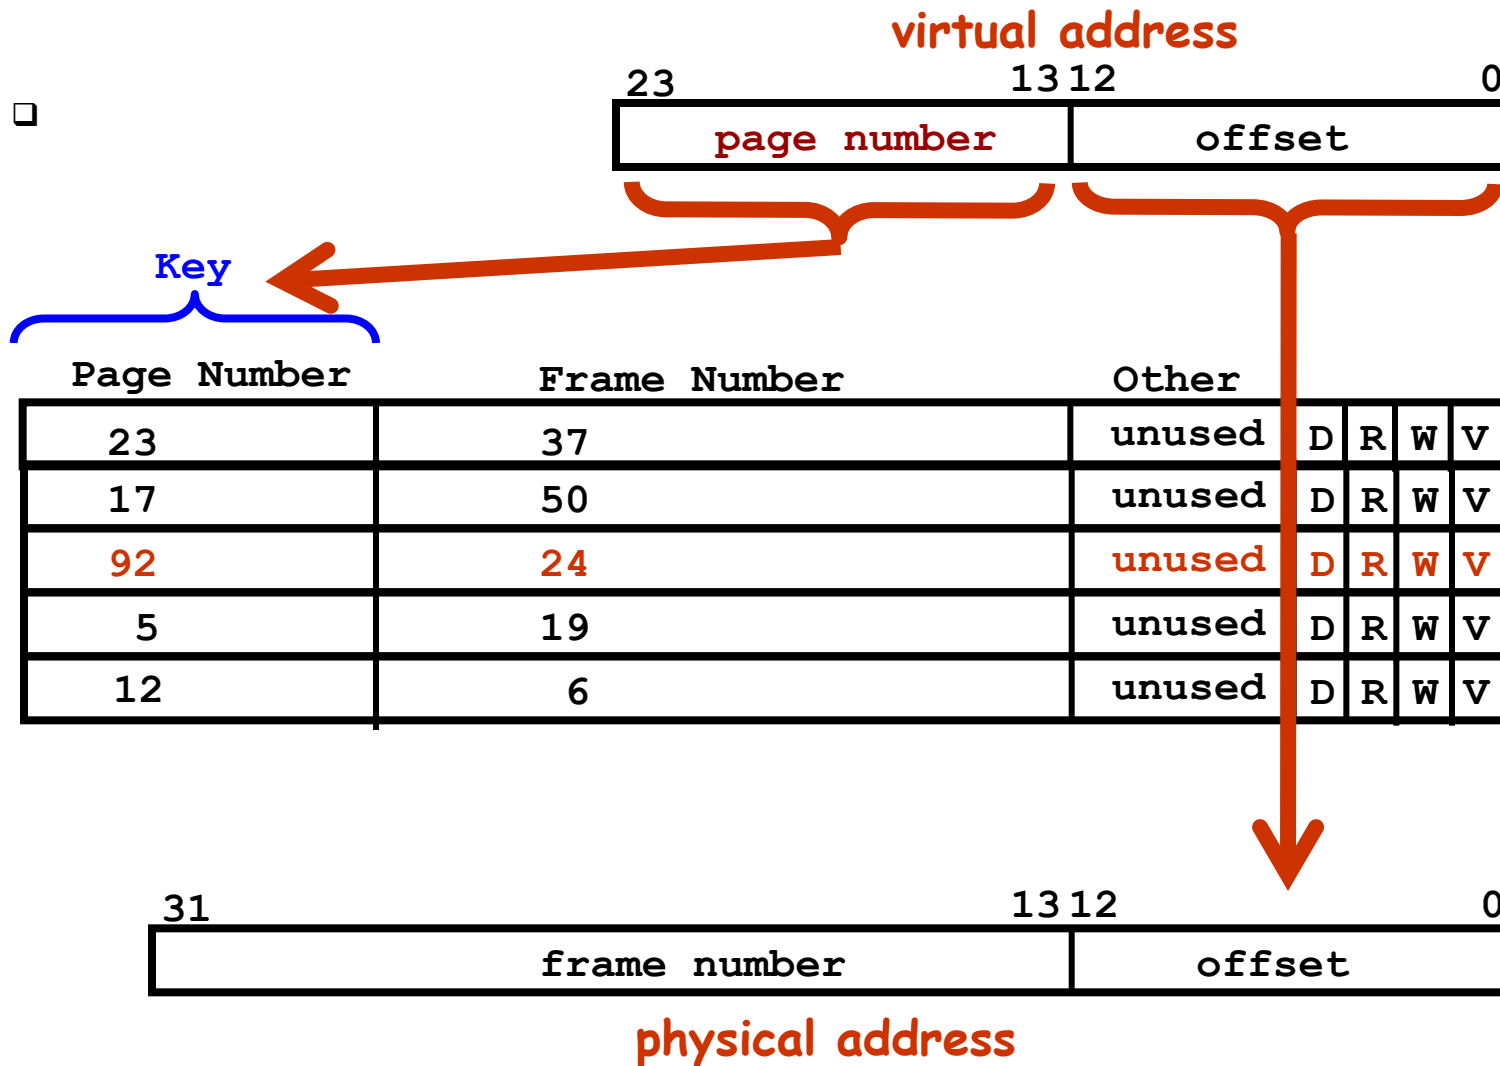 virtual address
23 13 12 0
❑
page number offset
Key
Page Number Frame Number Other
23 37 unused D R W V
17 50 unused D R W V
92 24 unused D R W V
5 19 unused D R W V
12 6 unused D R W V
31 13 12 0
frame number offset
physical address